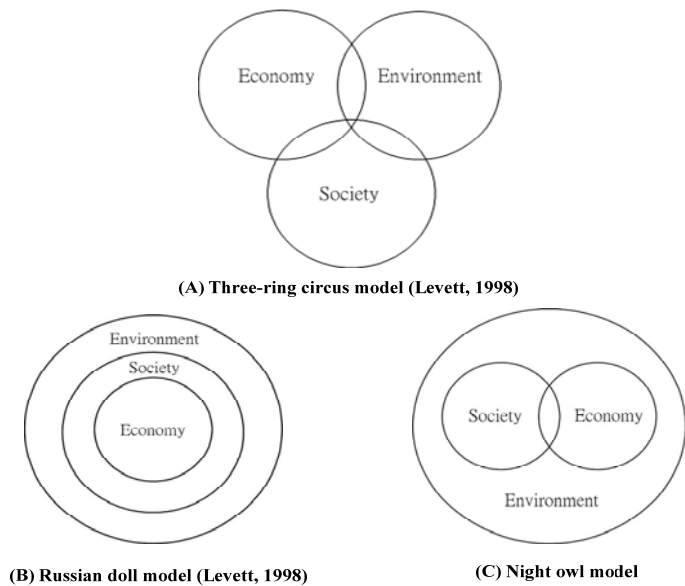 Economy
Environment
Society
(A) Three-ring circus model (Levett, 1998)
Environment
Society
Economy
(B) Russian doll model (Levett, 1998)
Society
Economy
Environment
(C) Night owl model